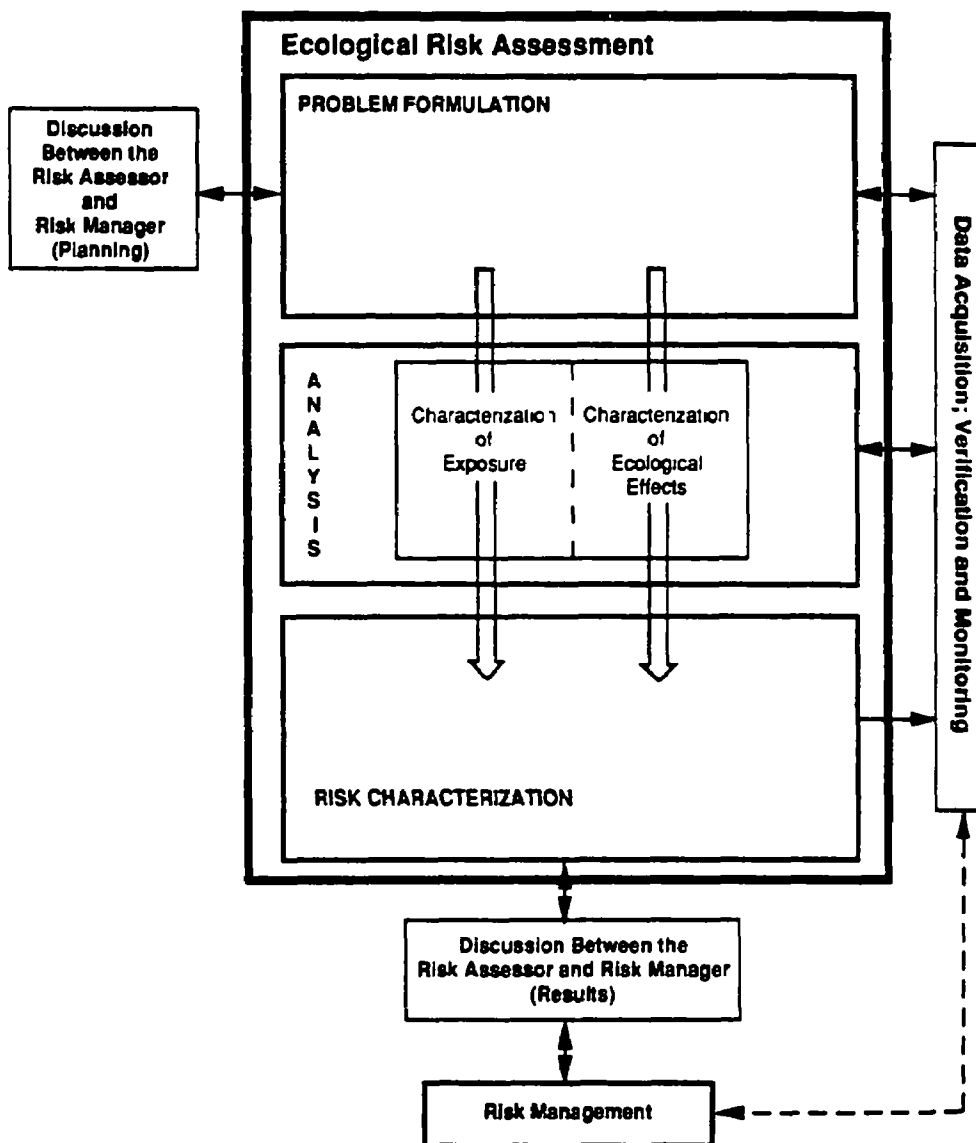 Ecological Risk Assessment
PROBLEM FORMULATION
Discussion
Between the
Risk Assessor
and
Risk Manager
(Planning)
ANALYSIS
Characterization
of
Exposure
Characterization
of
Ecological
Effects
Data Acquisition; Verification and Monitoring
RISK CHARACTERIZATION
Discussion Between the
Risk Assessor and Risk Manager
(Results)
Risk Management